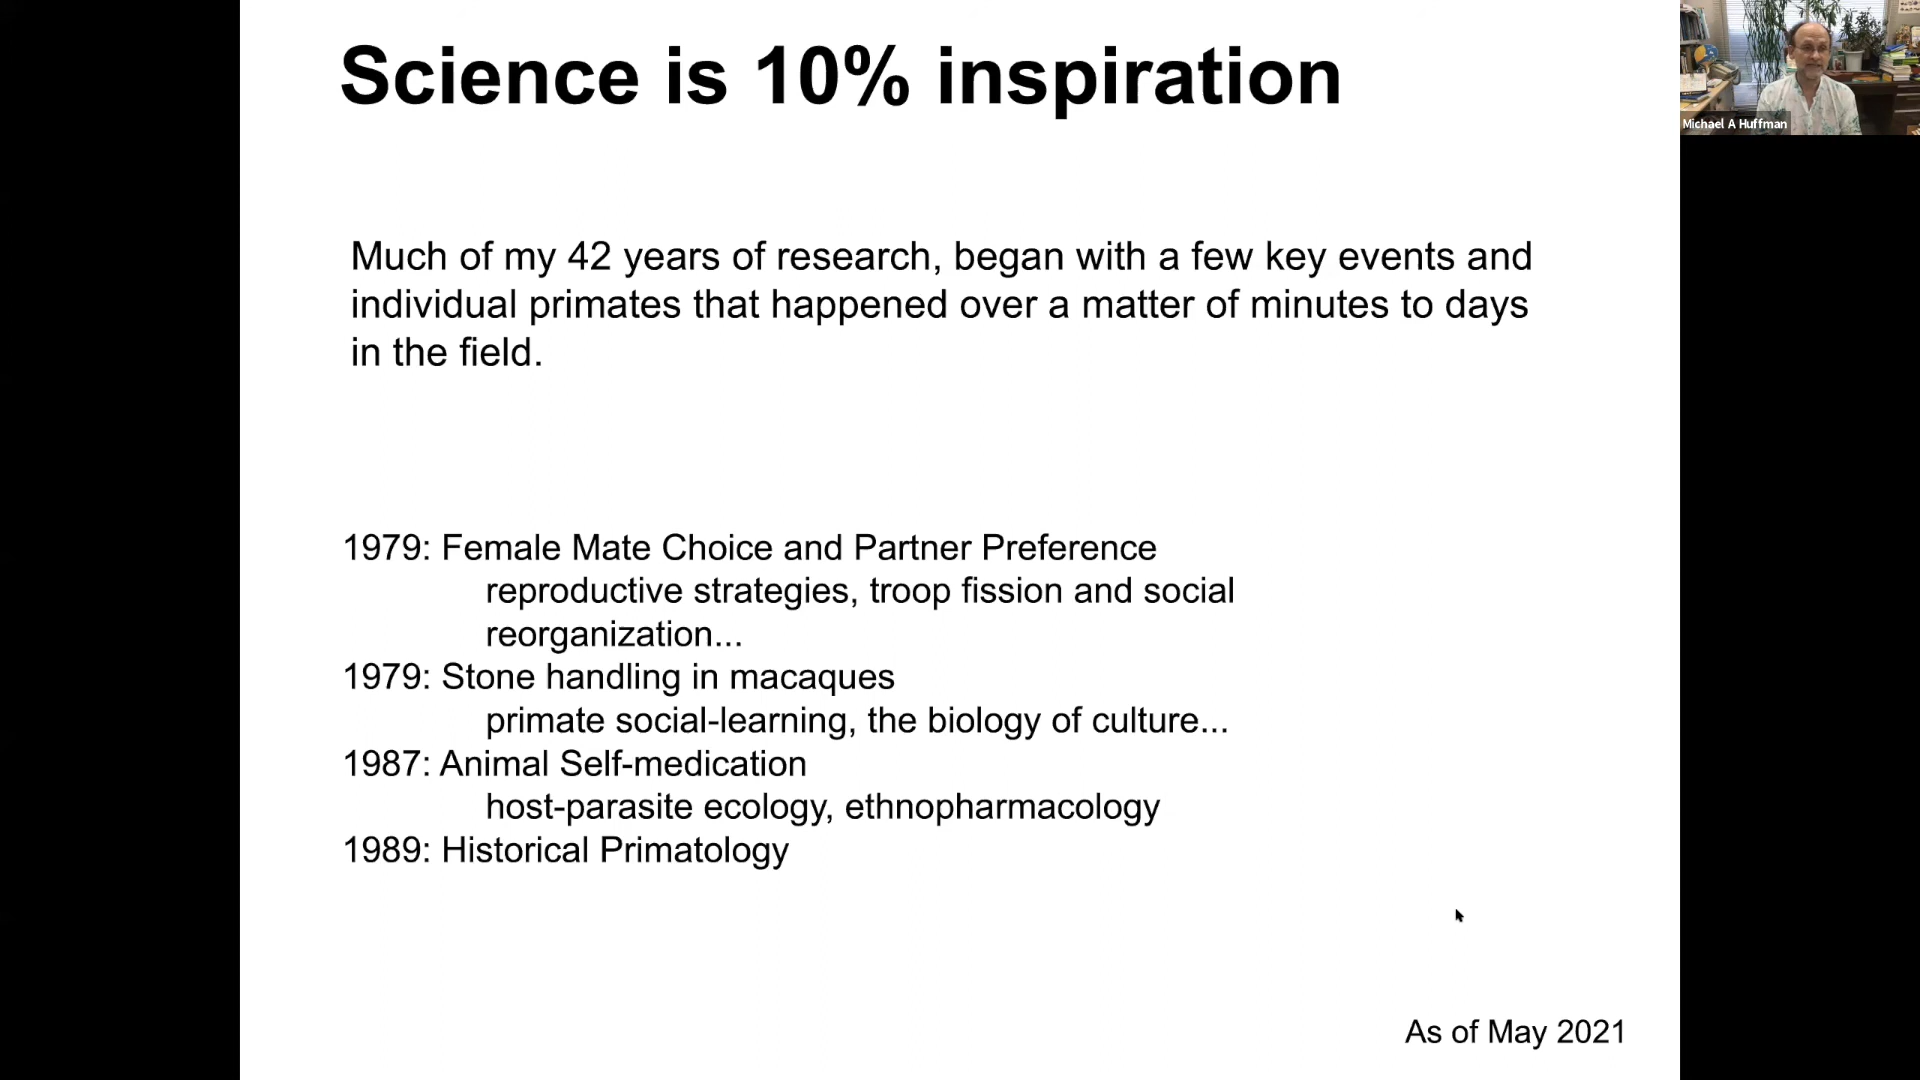 Science is 10% inspiration
Michael A Huffman
Much of my 42 years of research, began with a few key events and
individual primates that happened over a matter of minutes to days
in the field.
1979: Female Mate Choice and Partner Preference
reproductive strategies, troop fission and social
reorganization...
1979: Stone handling in macaques
primate social-learning, the biology of culture...
1987: Animal Self-medication
host-parasite ecology, ethnopharmacology
1989: Historical Primatology
As of May 2021